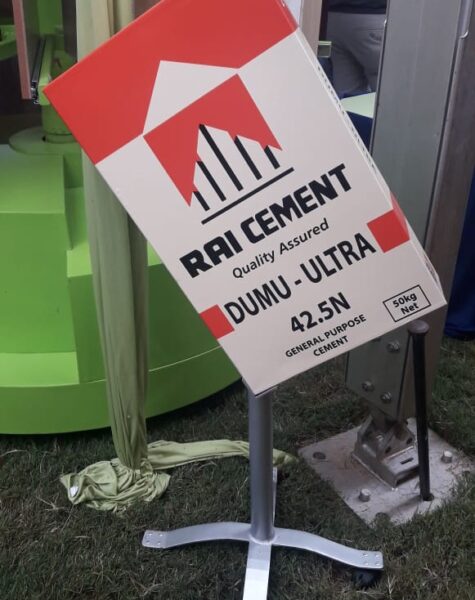 RAI CEMENT
Quality Assured
DUMU - ULTRA
42.5N
GENERAL PURPOSE
CEMENT
50kg
Net